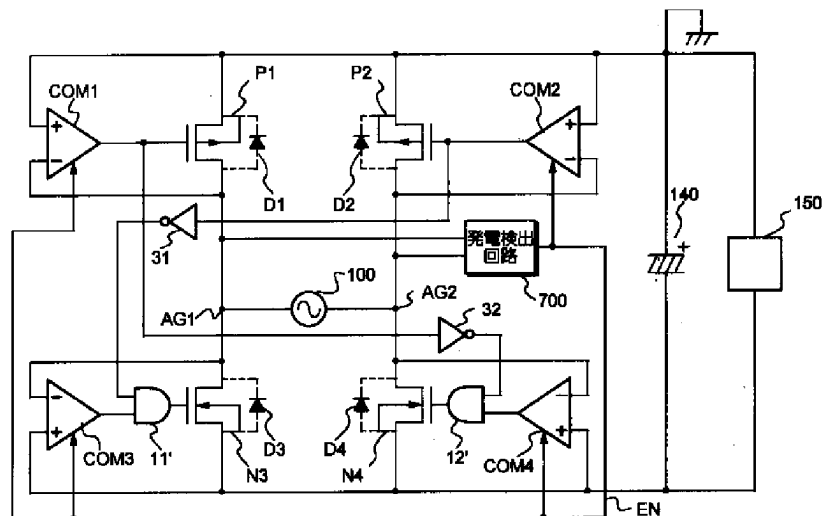 P1
P2
COM1
COM2
+
-
+
-
D1
D2
140
+
150
31
発電検出
回路
100
AG1
AG2
32
700
-
+
COM3
11'
D3
N3
D4
N4
12'
-
+
COM4
EN